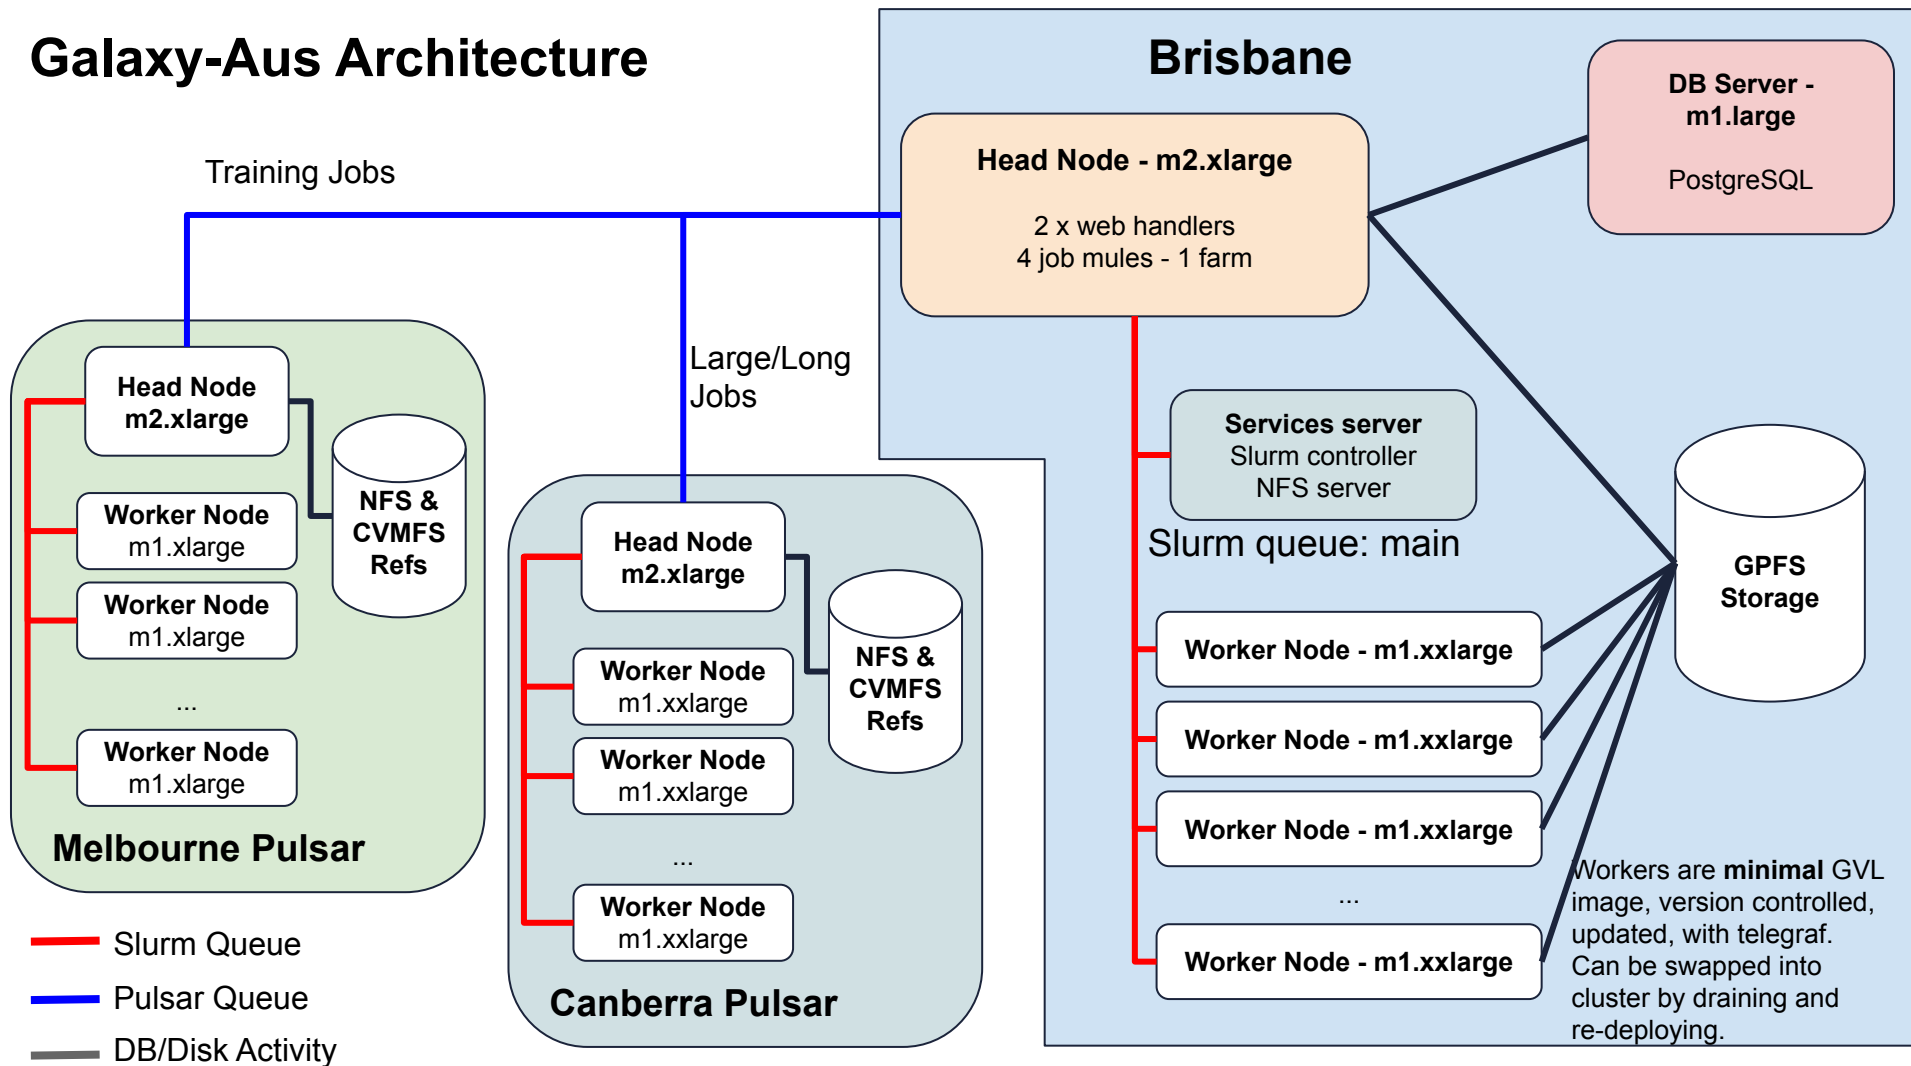 Galaxy-Aus Architecture
Brisbane
DB Server -
m1.large
PostgreSQL
Head Node - m2.xlarge
2 x web handlers
4 job mules - 1 farm
Training Jobs
Large/Long
Jobs
Head Node
m2.xlarge
NFS &
CVMFS
Refs
Worker Node
m1.xlarge
Worker Node
m1.xlarge
...
Worker Node
m1.xlarge
Melbourne Pulsar
Head Node
m2.xlarge
NFS &
CVMFS
Refs
Worker Node
m1.xxlarge
Worker Node
m1.xxlarge
...
Worker Node
m1.xxlarge
Canberra Pulsar
Services server
Slurm controller
NFS server
Slurm queue: main
GPFS
Storage
Worker Node - m1.xxlarge
Worker Node - m1.xxlarge
Worker Node - m1.xxlarge
...
Worker Node - m1.xxlarge
Workers are minimal GVL
image, version controlled,
updated, with telegraf.
Can be swapped into
cluster by draining and
re-deploying.
Slurm Queue
Pulsar Queue
DB/Disk Activity